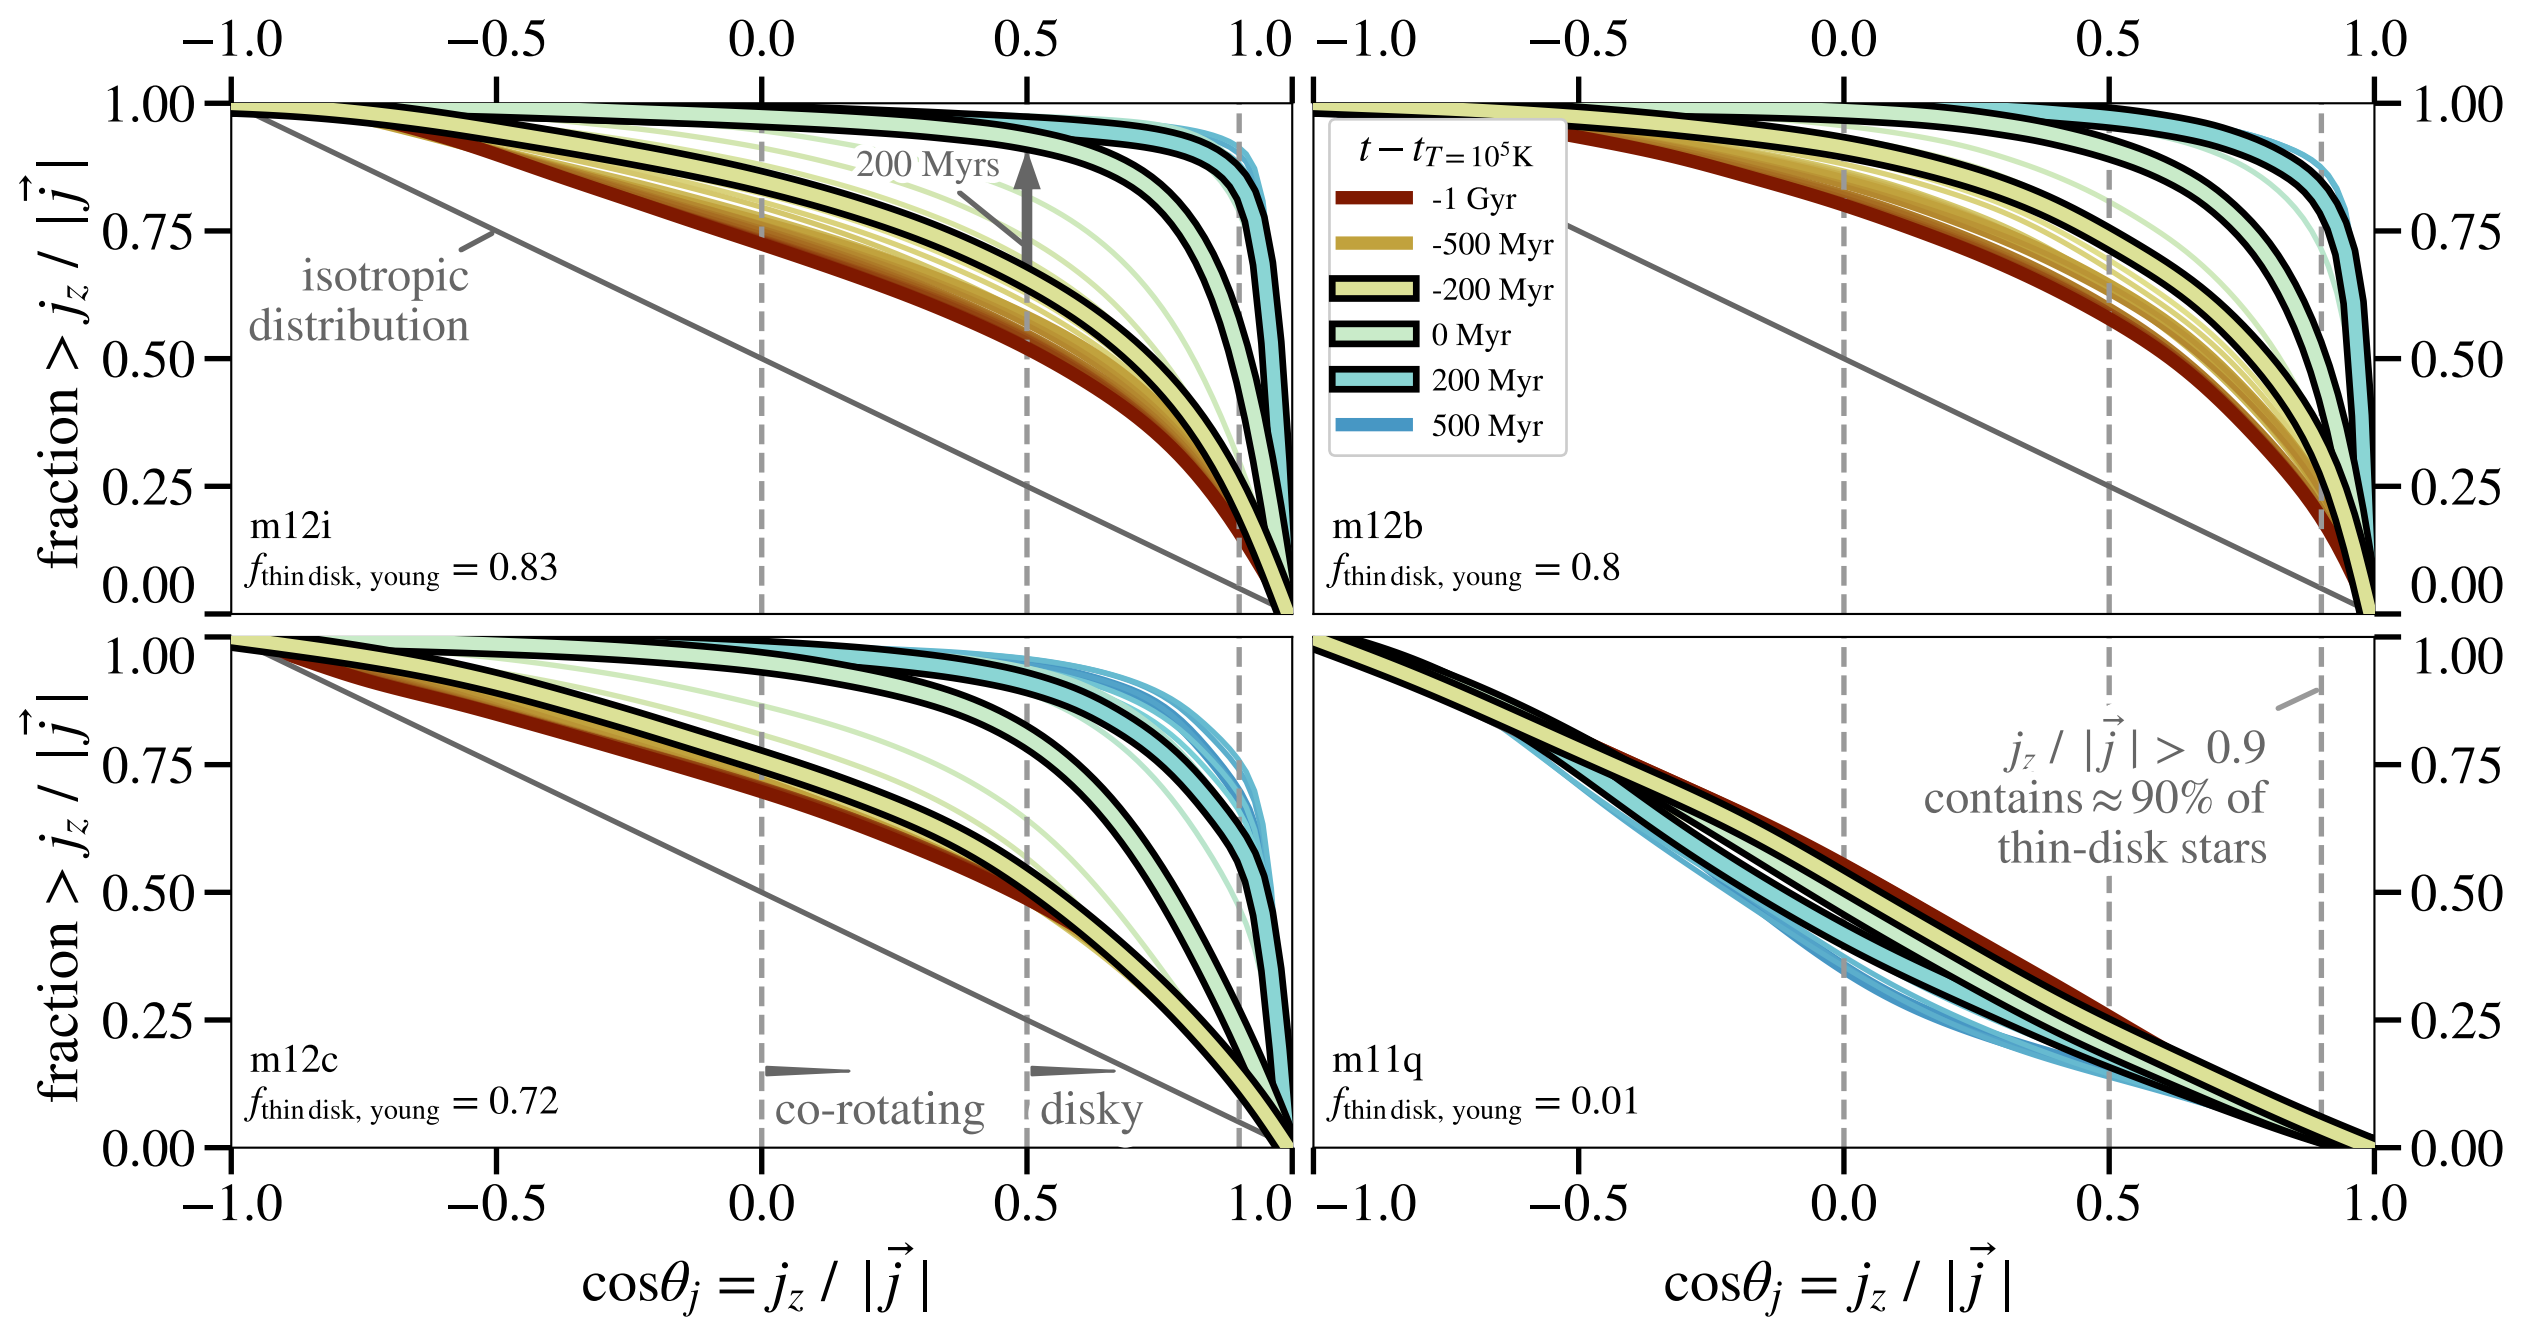 −1.0 −0.5 0.0 0.5 1.0 −1.0 −0.5 0.0 0.5 1.0
1.00
0.75
0.50
0.25
0.00
fraction > j_z / |j⃗|
200 Myrs
isotropic
distribution
m12i
f_thin disk, young = 0.83
t − t_{T=10^5K}
-1 Gyr
-500 Myr
-200 Myr
0 Myr
200 Myr
500 Myr
m12b
f_thin disk, young = 0.8
1.00
0.75
0.50
0.25
0.00
1.00
0.75
0.50
0.25
0.00
fraction > j_z / |j⃗|
m12c
f_thin disk, young = 0.72
co-rotating
disky
j_z / |j⃗| > 0.9
contains ≈ 90% of
thin-disk stars
m11q
f_thin disk, young = 0.01
1.00
0.75
0.50
0.25
0.00
−1.0 −0.5 0.0 0.5 1.0 −1.0 −0.5 0.0 0.5 1.0
cosθ_j = j_z / |j⃗|
cosθ_j = j_z / |j⃗|